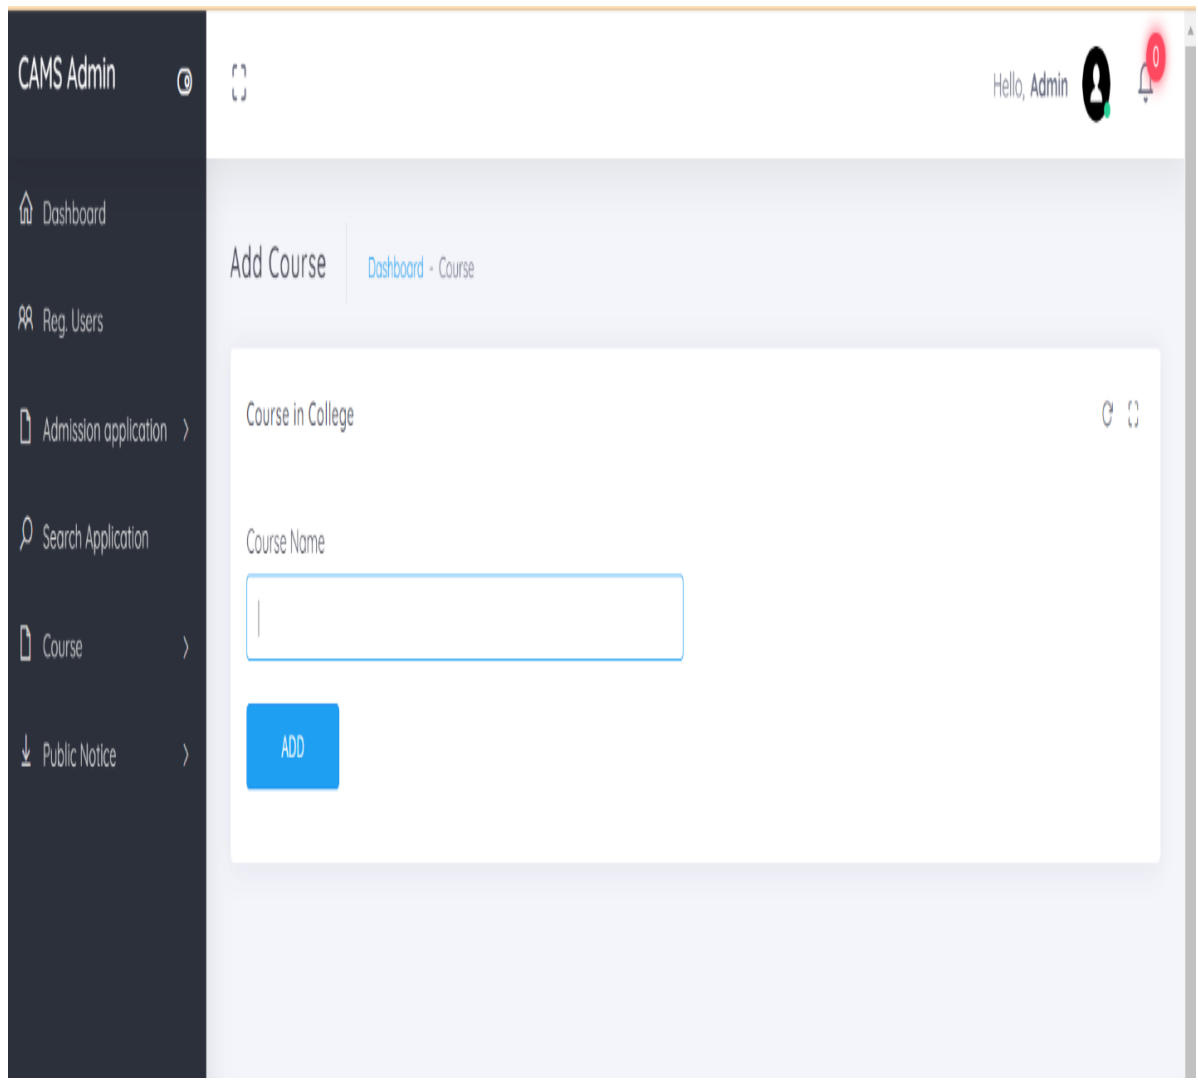 CAMS Admin
Hello, Admin
0
Dashboard
Reg. Users
Admission application
Search Application
Course
Public Notice
Add Course
Dashboard - Course
Course in College
Course Name
ADD